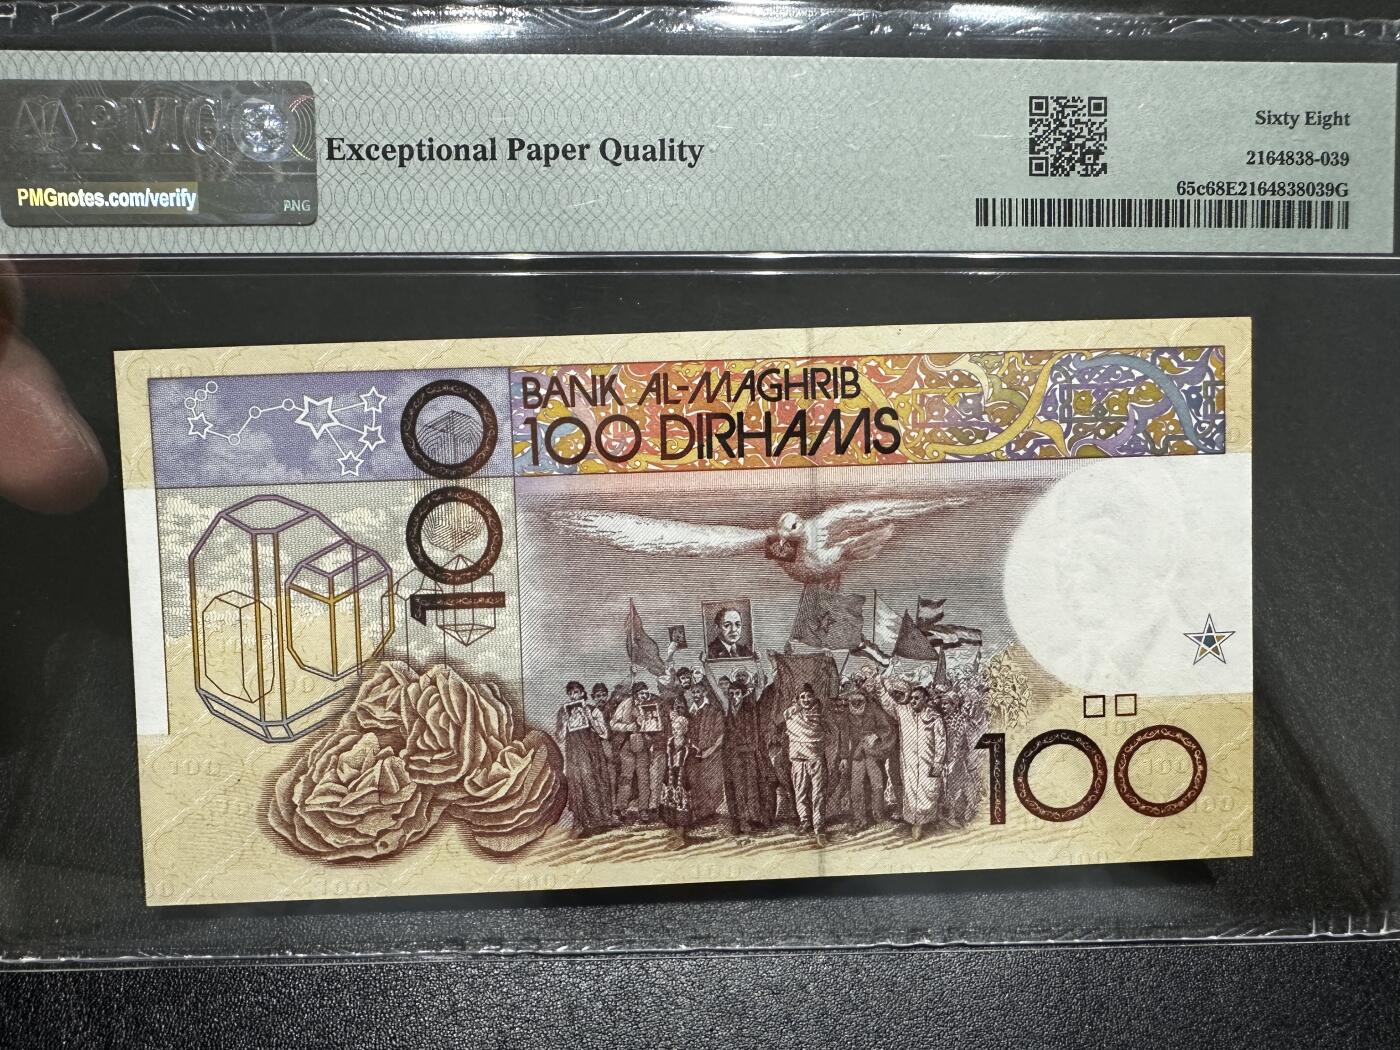 PMG
Exceptional Paper Quality
PMGnotes.com/verify
PNG
Sixty Eight
2164838-039
65c68E2164838039G
BANK AL-MAGHRIB
100 DIRHAMS
100
100